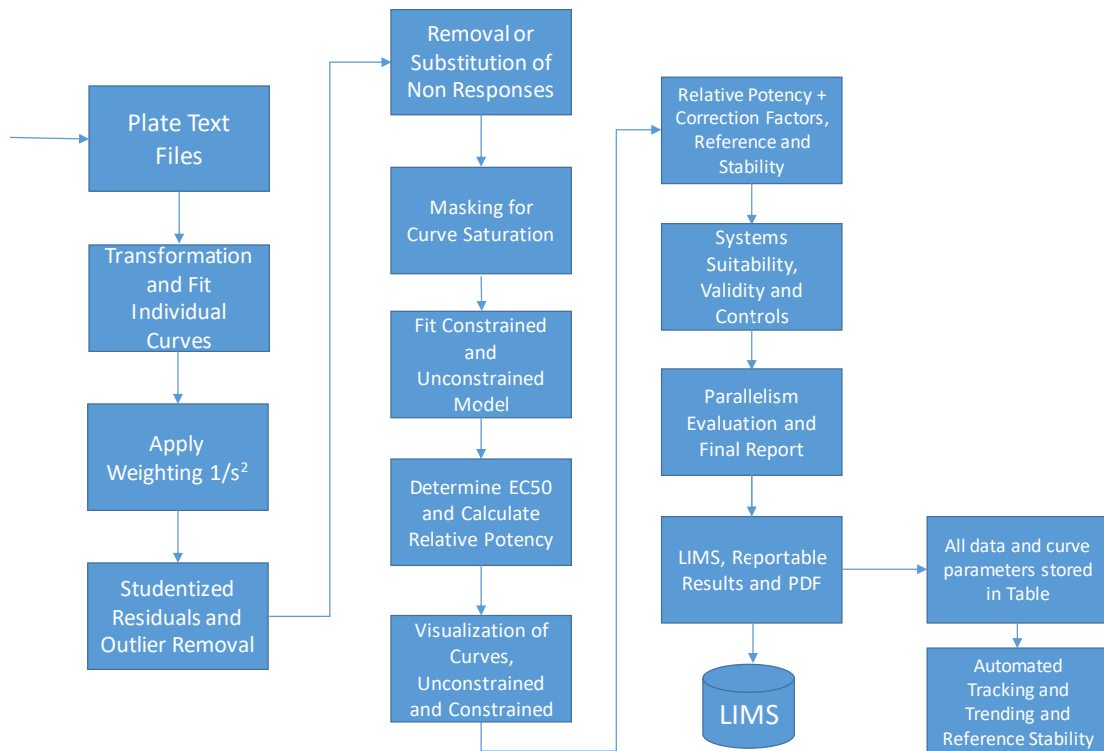 Plate Text
Files
Transformation
and Fit
Individual
Curves
Apply
Weighting 1/s²
Studentized
Residuals and
Outlier Removal
Removal or
Substitution of
Non Responses
Masking for
Curve Saturation
Fit Constrained
and
Unconstrained
Model
Determine EC50
and Calculate
Relative Potency
Visualization of
Curves,
Unconstrained
and Constrained
Relative Potency +
Correction Factors,
Reference and
Stability
Systems
Suitability,
Validity and
Controls
Parallelism
Evaluation and
Final Report
LIMS, Reportable
Results and PDF
LIMS
All data and curve
parameters stored
in Table
Automated
Tracking and
Trending and
Reference Stability